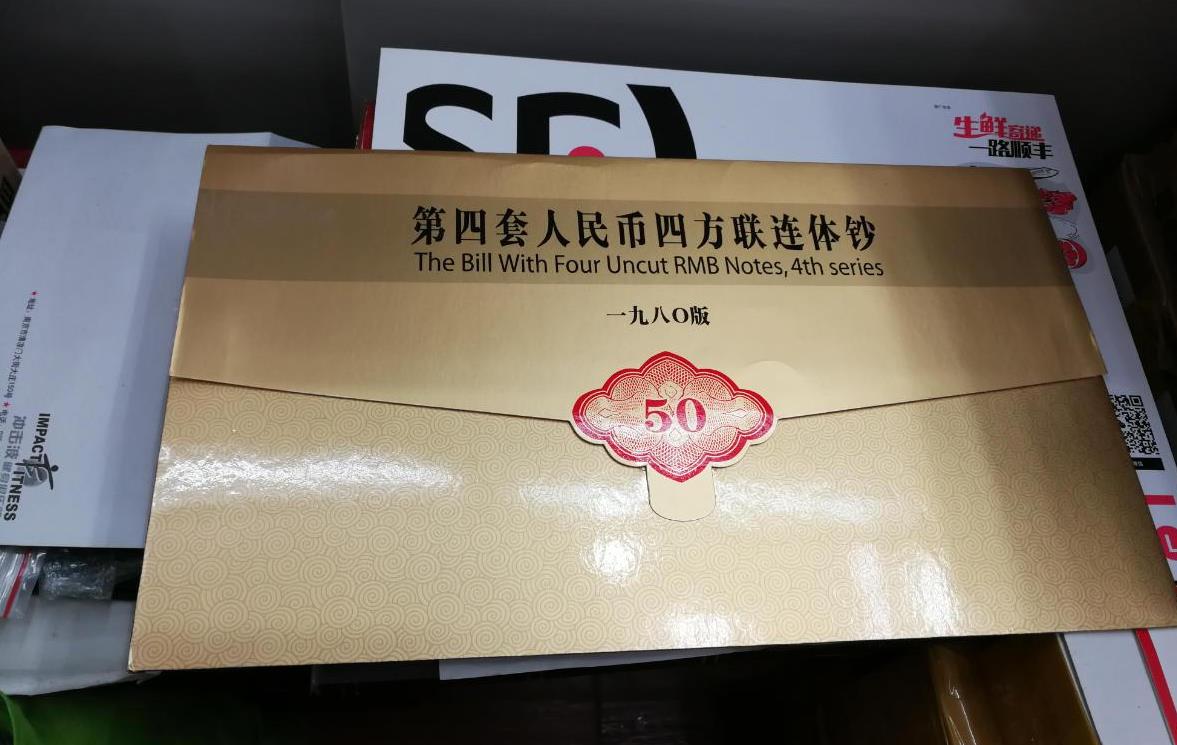 生鲜寄递
一路顺丰
第四套人民币四方联连体钞
The Bill With Four Uncut RMB Notes, 4th series
一九八〇版
50
IMPACT FITNESS
冲击波